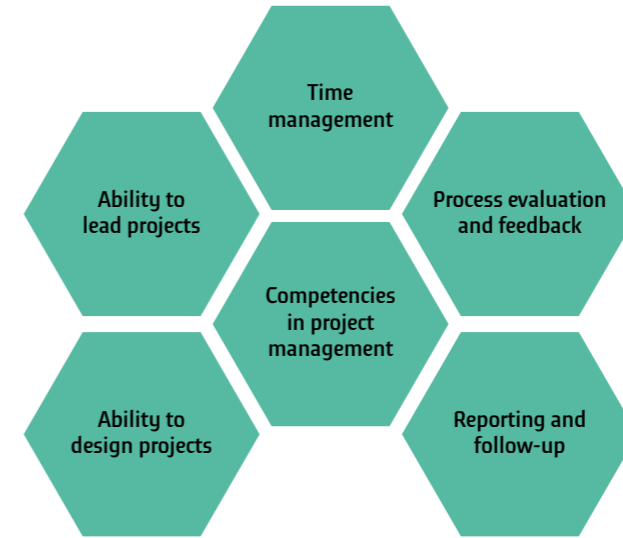 Time
management
Ability to
lead projects
Process evaluation
and feedback
Competencies
in project
management
Ability to
design projects
Reporting and
follow-up